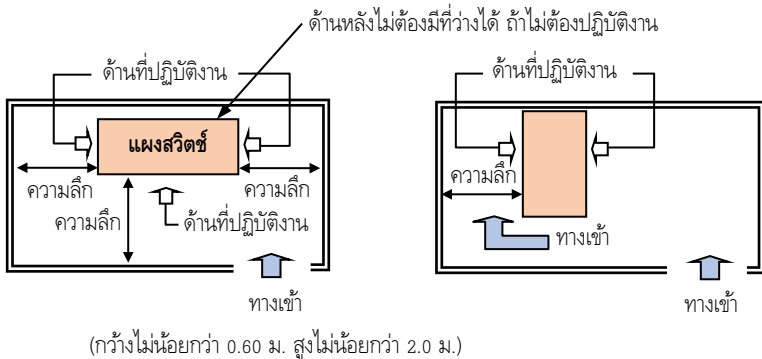 ด้านหลังไม่ต้องมีที่ว่างได้ ถ้าไม่ต้องปฏิบัติงาน
ด้านที่ปฏิบัติงาน
แผงสวิตช์
ความลึก
ความลึก
ความลึก
ด้านที่ปฏิบัติงาน
ทางเข้า
ด้านที่ปฏิบัติงาน
ความลึก
ทางเข้า
ทางเข้า
(กว้างไม่น้อยกว่า 0.60 ม. สูงไม่น้อยกว่า 2.0 ม.)